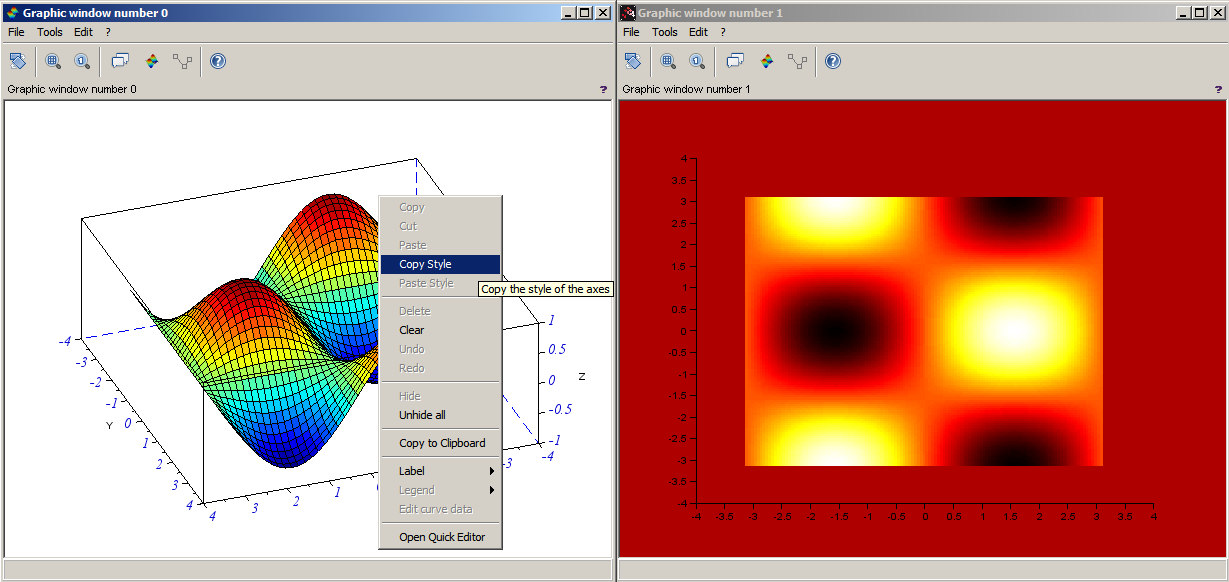 Graphic window number 0
File Tools Edit ?
Graphic window number 0 ?
Copy
Cut
Paste
Copy Style
Paste Style
Copy the style of the axes
Delete
Clear
Undo
Redo
Hide
Unhide all
Copy to Clipboard
Label
Legend
Edit curve data
Open Quick Editor
-4
-3
-2
-1
0
1
2
3
4
Y
4
3
2
1
-3
-4
1
0.5
0
-0.5
-1
Z
Graphic window number 1
File Tools Edit ?
Graphic window number 1 ?
4
3.5
3
2.5
2
1.5
1
0.5
0
-0.5
-1
-1.5
-2
-2.5
-3
-3.5
-4
-4 -3.5 -3 -2.5 -2 -1.5 -1 -0.5 0 0.5 1 1.5 2 2.5 3 3.5 4